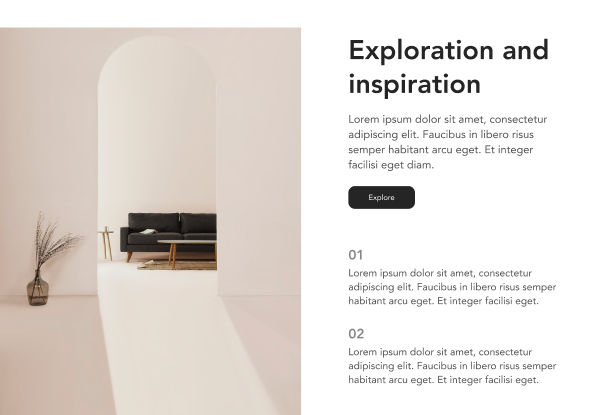 Exploration and
inspiration
Lorem ipsum dolor sit amet, consectetur
adipiscing elit. Faucibus in libero risus
semper habitant arcu eget. Et integer
facilisi eget diam.
Explore
01
Lorem ipsum dolor sit amet, consectetur
adipiscing elit. Faucibus in libero risus semper
habitant arcu eget. Et integer facilisi eget.
02
Lorem ipsum dolor sit amet, consectetur
adipiscing elit. Faucibus in libero risus semper
habitant arcu eget. Et integer facilisi eget.